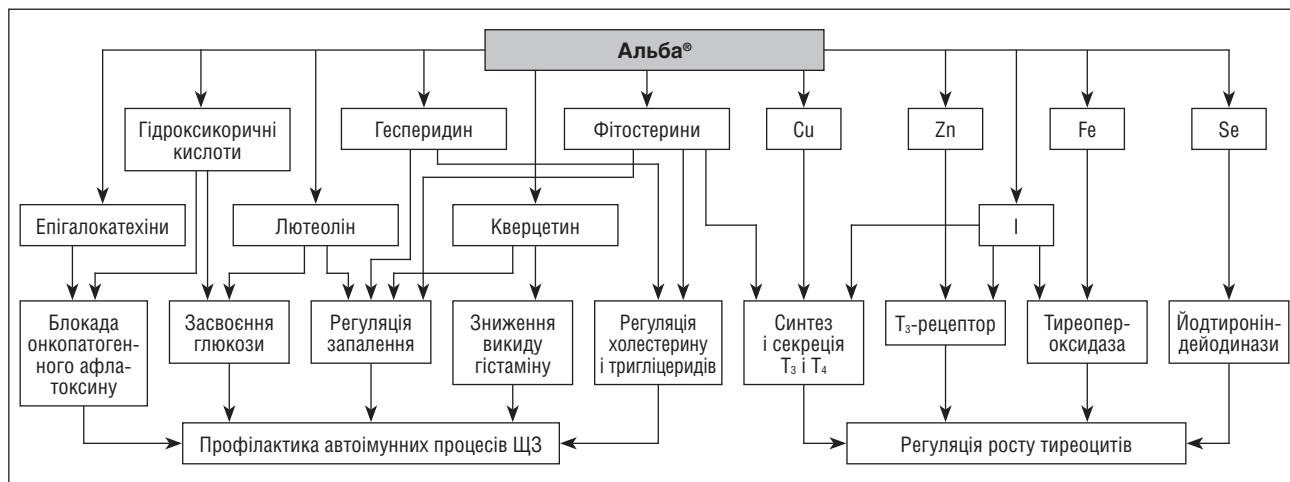 Альба®
Гідроксикоричні
кислоти
Гесперидин
Фітостерини
Cu
Zn
Fe
Se
Епігалокатехіни
Лютеолін
Кверцетин
I
Блокада
онкопатоген-
ного афла-
токсину
Засвоєння
глюкози
Регуляція
запалення
Зниження
викиду
гістаміну
Регуляція
холестерину
і тригліцеридів
Синтез
і секреція
T₃ і T₄
T₃-рецептор
Тиреопер-
оксидаза
Йодтиронін-
дейодинази
Профілактика автоімунних процесів ЩЗ
Регуляція росту тиреоцитів